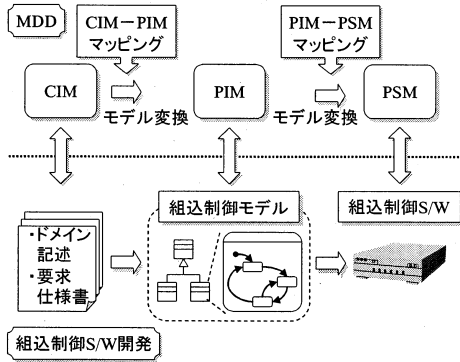 MDD
CIM－PIM
マッピング
PIM－PSM
マッピング
CIM
PIM
PSM
モデル変換
モデル変換
組込制御モデル
組込制御S/W
・ドメイン
記述
・要求
仕様書
組込制御S/W開発